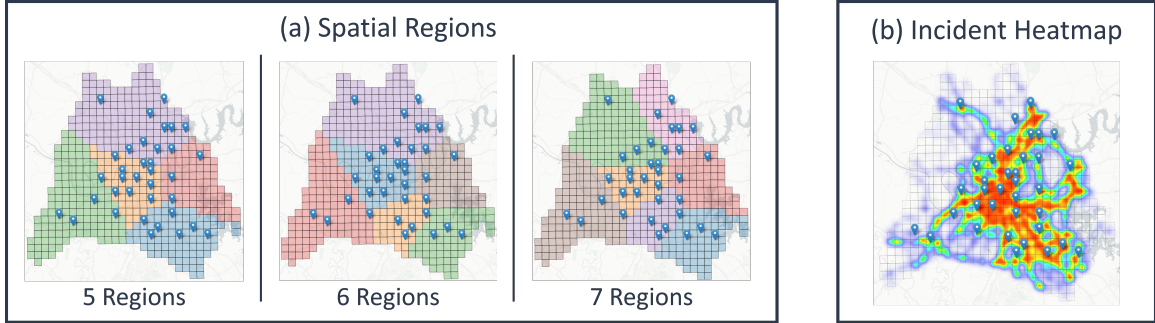 (a) Spatial Regions
5 Regions
6 Regions
7 Regions
(b) Incident Heatmap